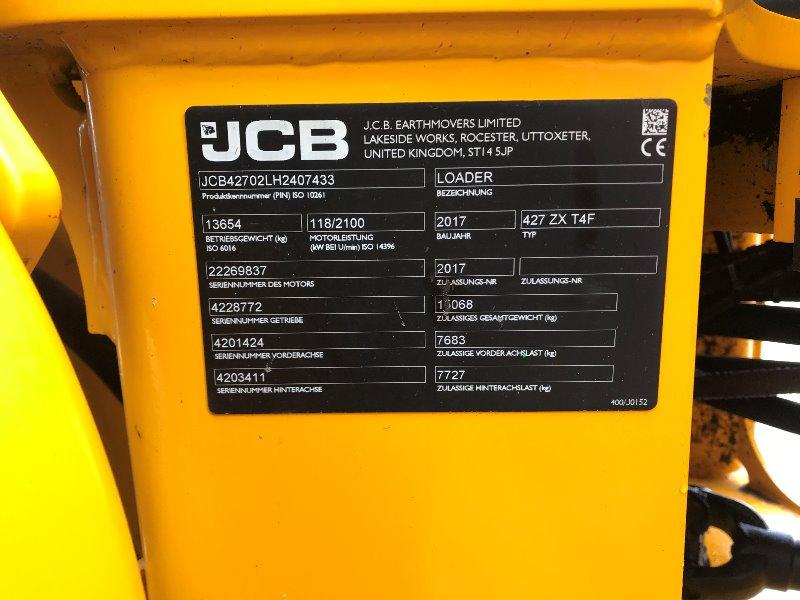 JCB
J.C.B. EARTHMOVERS LIMITED
LAKESIDE WORKS, ROCESTER, UTTOXETER,
UNITED KINGDOM, ST14 5JP
CE
JCB42702LH2407433
Produktkennnummer (PIN) ISO 10261
LOADER
BEZEICHNUNG
13654
BETRIEBSGEWICHT (kg)
ISO 6016
118/2100
MOTORLEISTUNG
(kW BEI U/min) ISO 14396
2017
BAUJAHR
427 ZX T4F
TYP
22269837
SERIENNUMMER DES MOTORS
2017
ZULASSUNGS-NR
ZULASSUNGS-NR
4228772
SERIENNUMMER GETRIEBE
ZULÄSSIGES GESAMTGEWICHT (kg)
4201424
SERIENNUMMER VORDERACHSE
7683
ZULÄSSIGE VORDER ACHSLAST (kg)
4203411
SERIENNUMMER HINTERACHSE
7727
ZULÄSSIGE HINTERACHSLAST (kg)
400/J0152